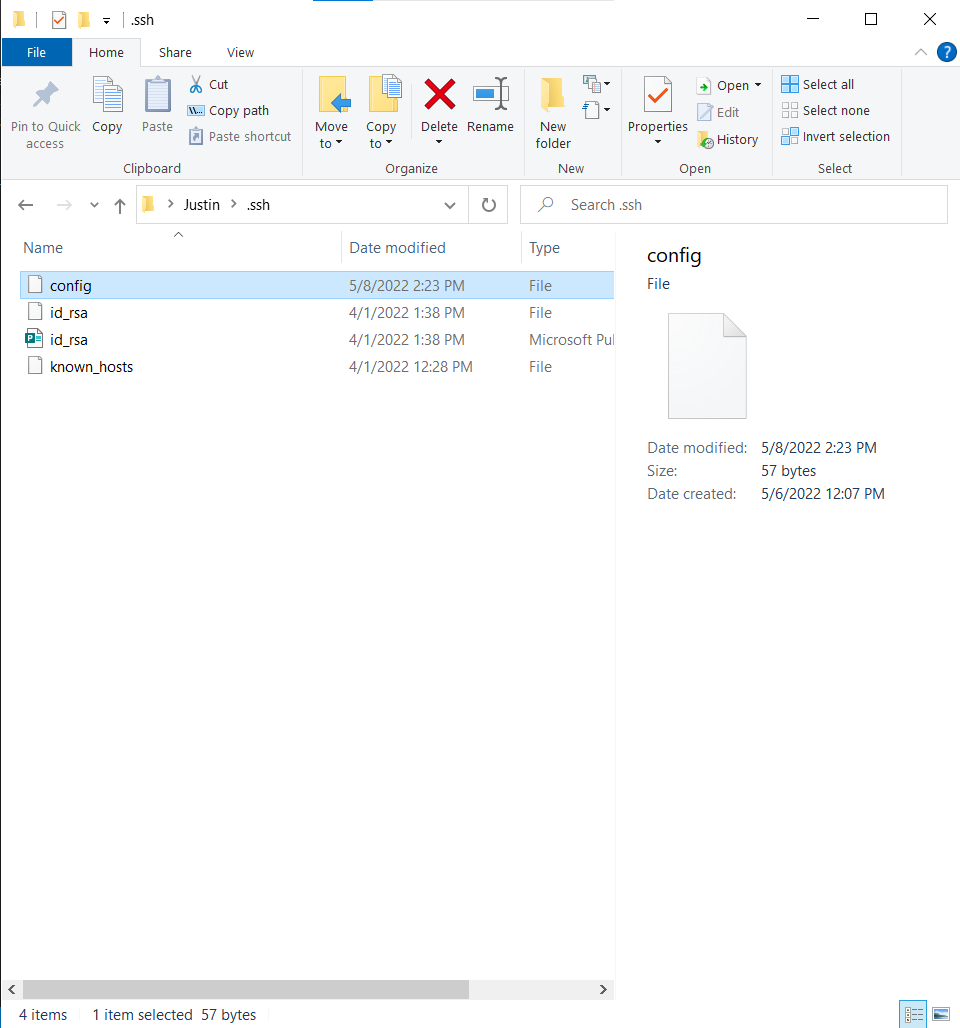 .ssh
File Home Share View
Pin to Quick access
Copy
Paste
Cut
Copy path
Paste shortcut
Clipboard
Move to
Copy to
Delete
Rename
Organize
New folder
New
Properties
Open
Edit
History
Open
Select all
Select none
Invert selection
Select
Justin .ssh
Search .ssh
Name Date modified Type
config 5/8/2022 2:23 PM File
id_rsa 4/1/2022 1:38 PM File
id_rsa 4/1/2022 1:38 PM Microsoft Pu
known_hosts 4/1/2022 12:28 PM File
config
File
Date modified: 5/8/2022 2:23 PM
Size: 57 bytes
Date created: 5/6/2022 12:07 PM
4 items 1 item selected 57 bytes